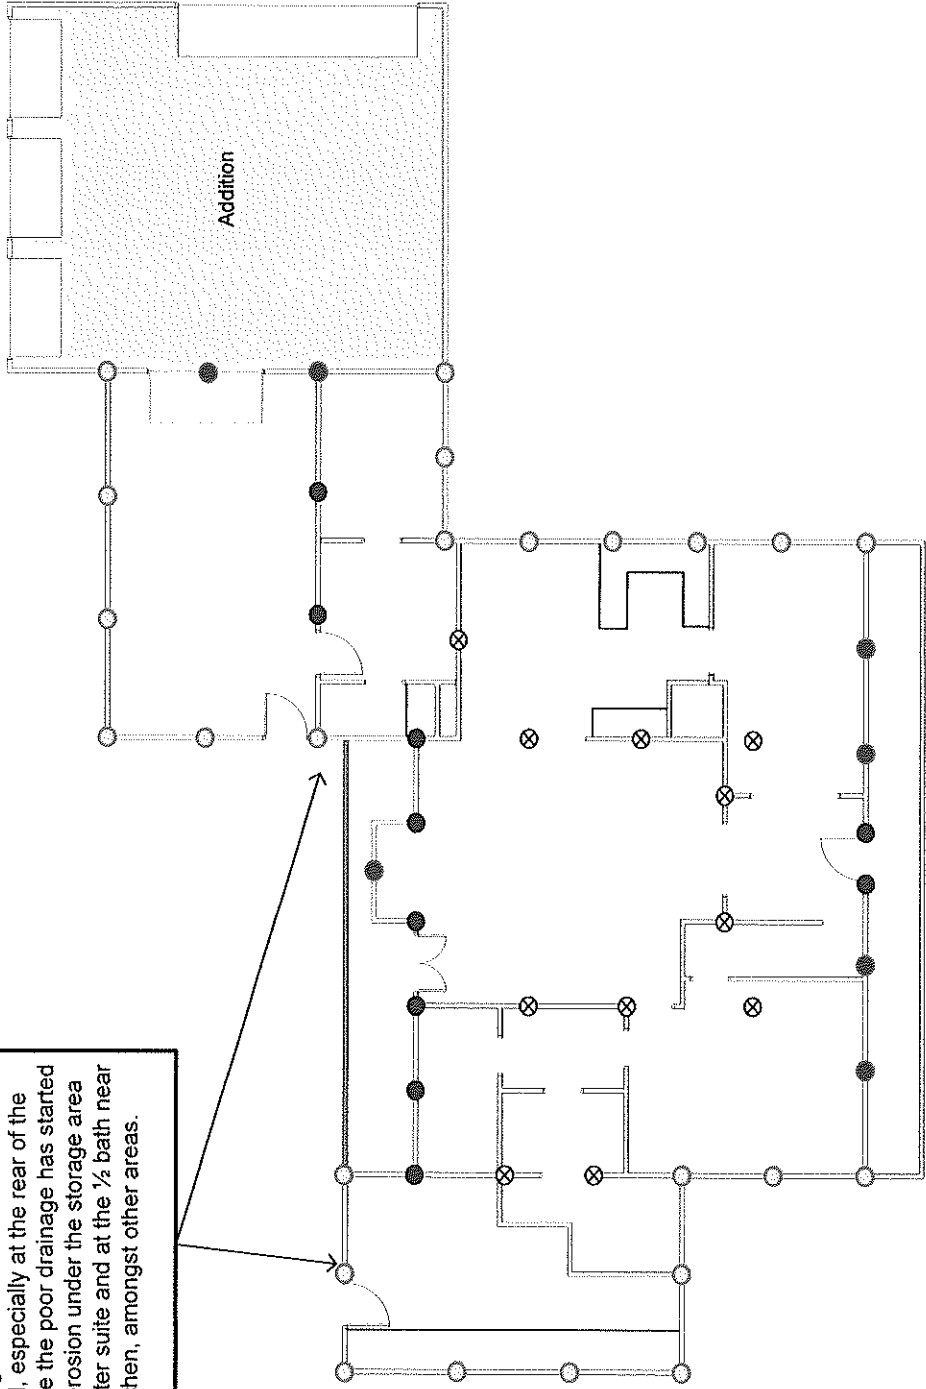 , especially at the rear of the
e the poor drainage has started
rosion under the storage area
ter suite and at the ½ bath near
hen, amongst other areas.
Addition